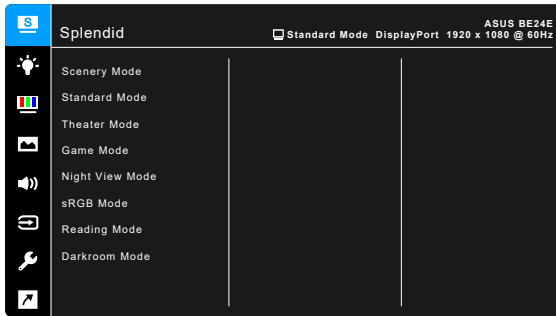 S
Splendid
ASUS BE24E
Standard Mode DisplayPort 1920 x 1080 @ 60Hz
Scenery Mode
Standard Mode
Theater Mode
Game Mode
Night View Mode
sRGB Mode
Reading Mode
Darkroom Mode